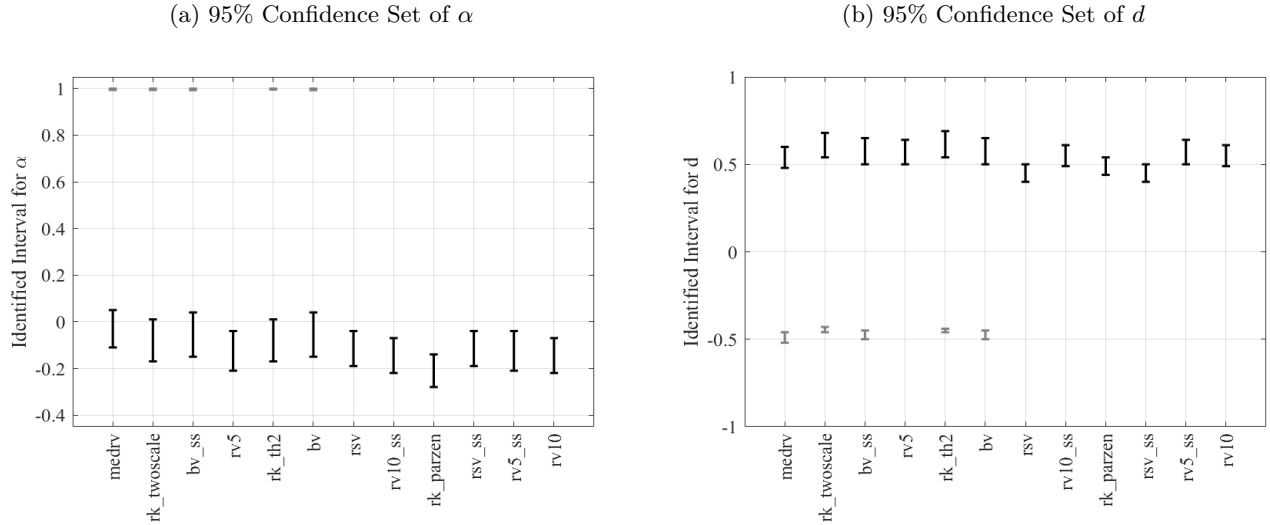 (a) 95% Confidence Set of α
Identified Interval for α
1
0.8
0.6
0.4
0.2
0
-0.2
-0.4
medrv
rk_twoscale
bv_ss
rv5
rk_th2
bv
rsv
rv10_ss
rk_parzen
rsv_ss
rv5_ss
rv10
(b) 95% Confidence Set of d
Identified Interval for d
1
0.5
0
-0.5
-1
medrv
rk_twoscale
bv_ss
rv5
rk_th2
bv
rsv
rv10_ss
rk_parzen
rsv_ss
rv5_ss
rv10